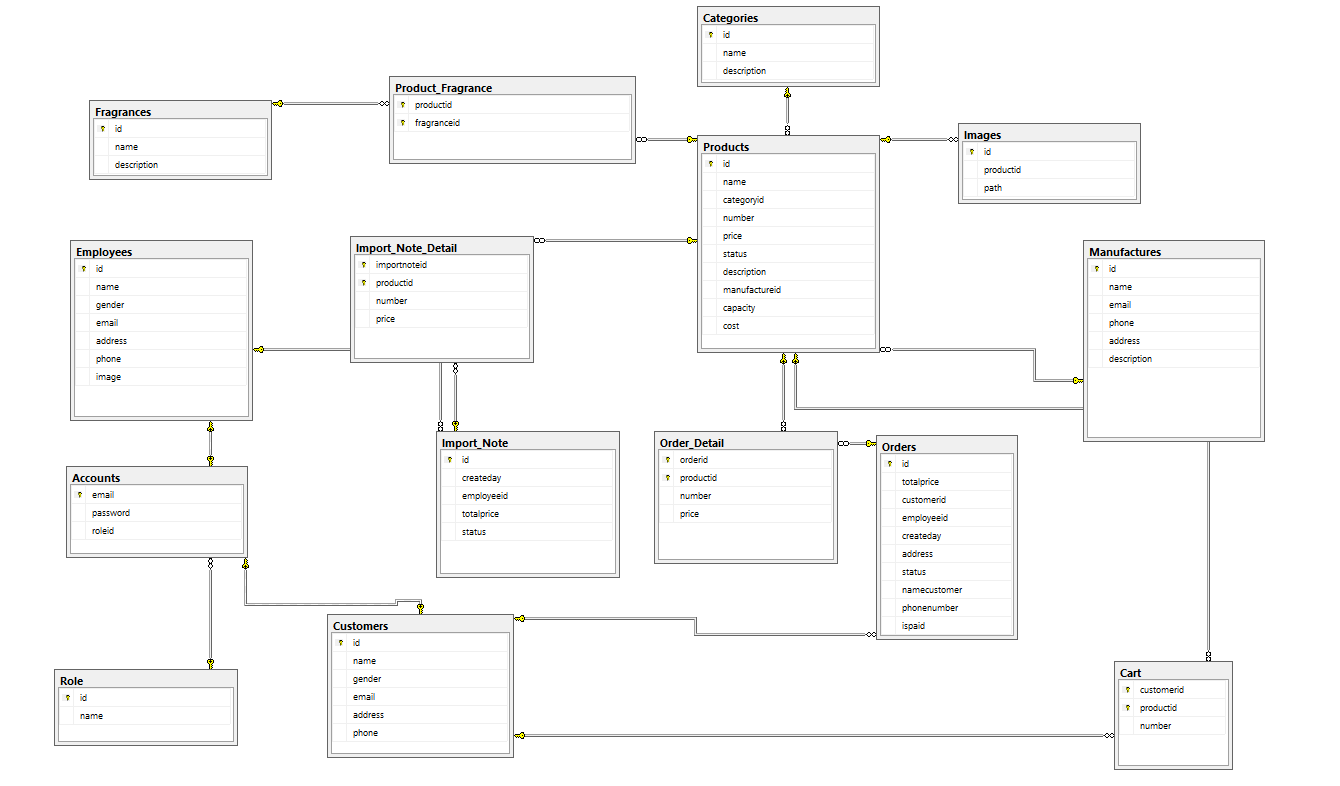 Categories
id
name
description
Product_Fragrance
productid
fragranceid
Fragrances
id
name
description
Images
id
productid
path
Products
id
name
categoryid
number
price
status
description
manufactureid
capacity
cost
Employees
id
name
gender
email
address
phone
image
Import_Note_Detail
importnoteid
productid
number
price
Manufactures
id
name
email
phone
address
description
Import_Note
id
createday
employeeid
totalprice
status
Order_Detail
orderid
productid
number
price
Orders
id
totalprice
customerid
employeeid
createday
address
status
namecustomer
phonenumber
ispaid
Accounts
email
password
roleid
Customers
id
name
gender
email
address
phone
Role
id
name
Cart
customerid
productid
number